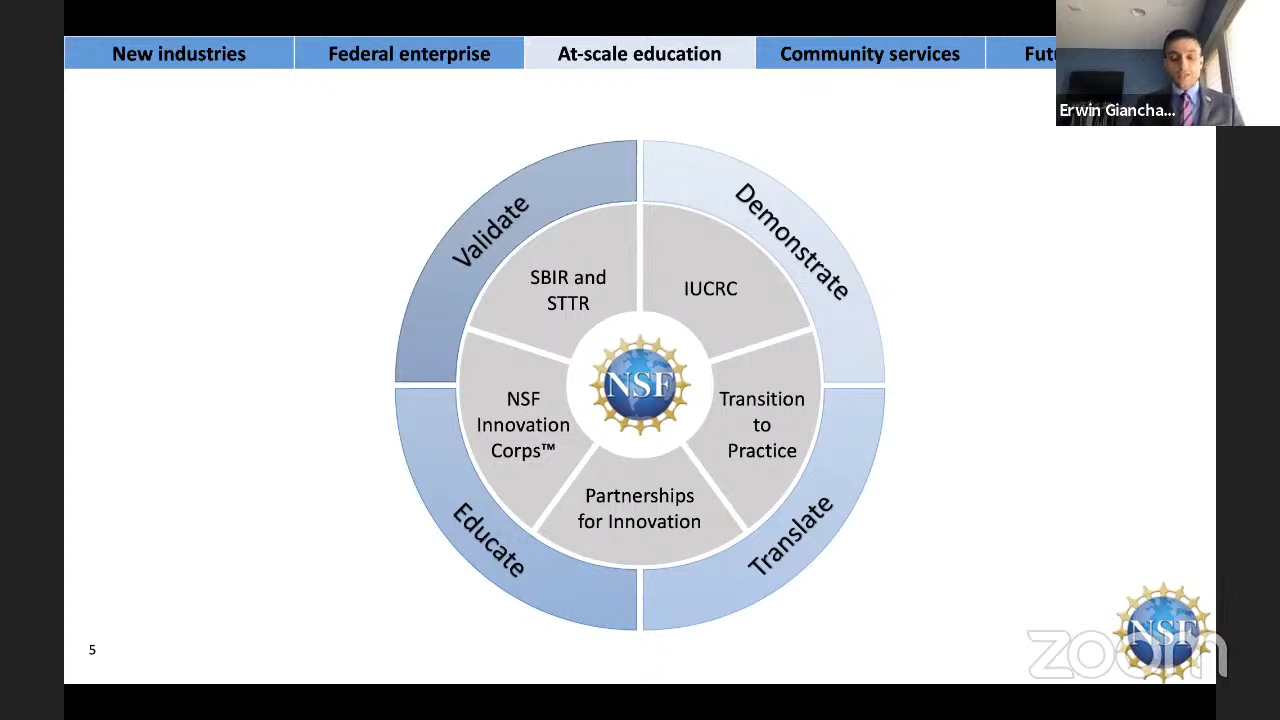 New industries
Federal enterprise
At-scale education
Community services
Erwin Giancha...
Validate
Demonstrate
SBIR and
STTR
IUCRC
NSF
NSF
Innovation
Corps™
Transition
to
Practice
Partnerships
for Innovation
Educate
Translate
NSF
zoom
5